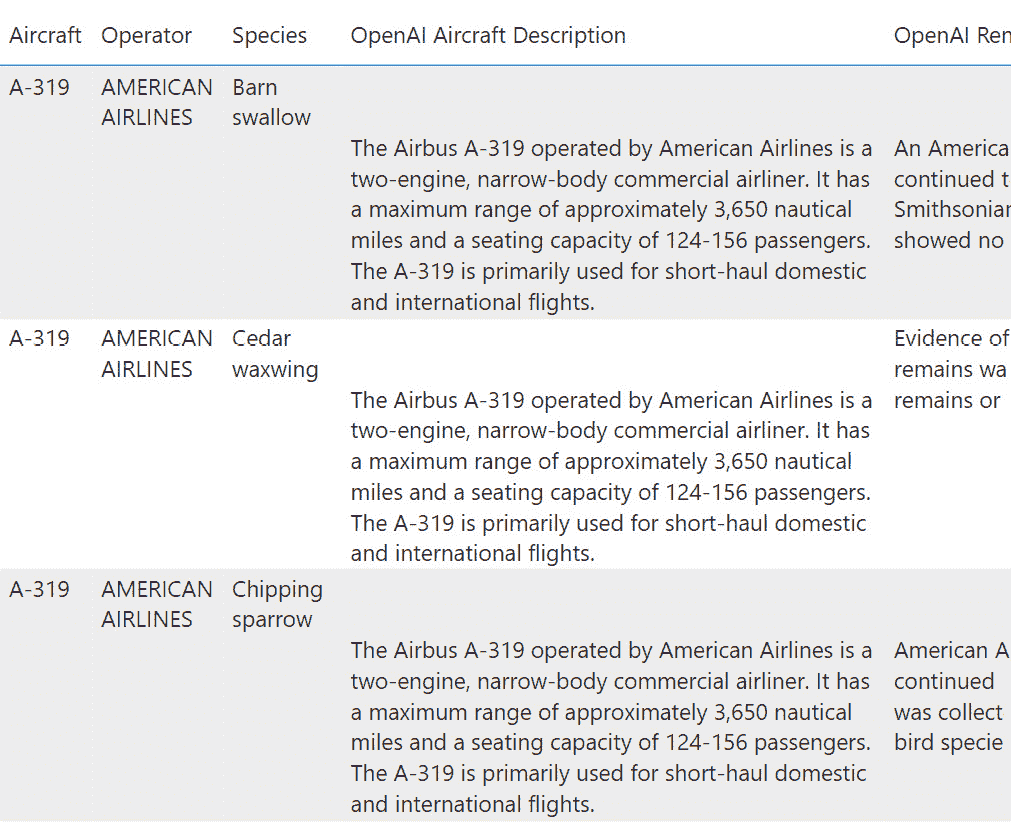 Aircraft Operator Species OpenAI Aircraft Description OpenAI
A-319 AMERICAN Barn
AIRLINES swallow
The Airbus A-319 operated by American Airlines is a An
two-engine, narrow-body commercial airliner. It has continued
a maximum range of approximately 3,650 nautical
miles and a seating capacity of 124-156 passengers. showed no
The A-319 is primarily used for short-haul domestic
and international flights.
A-319 AMERICAN Cedar Evidence of
AIRLINES waxwing remains
The Airbus A-319 operated by American Airlines is a remains or
two-engine, narrow-body commercial airliner. It has
a maximum range of approximately 3,650 nautical
miles and a seating capacity of 124-156 passengers.
The A-319 is primarily used for short-haul domestic
and international flights.
A-319 AMERICAN Chipping
AIRLINES sparrow
The Airbus A-319 operated by American Airlines is a American
two-engine, narrow-body commercial airliner. It has continued
a maximum range of approximately 3,650 nautical was
miles and a seating capacity of 124-156 passengers. bird
The A-319 is primarily used for short-haul domestic
and international flights.